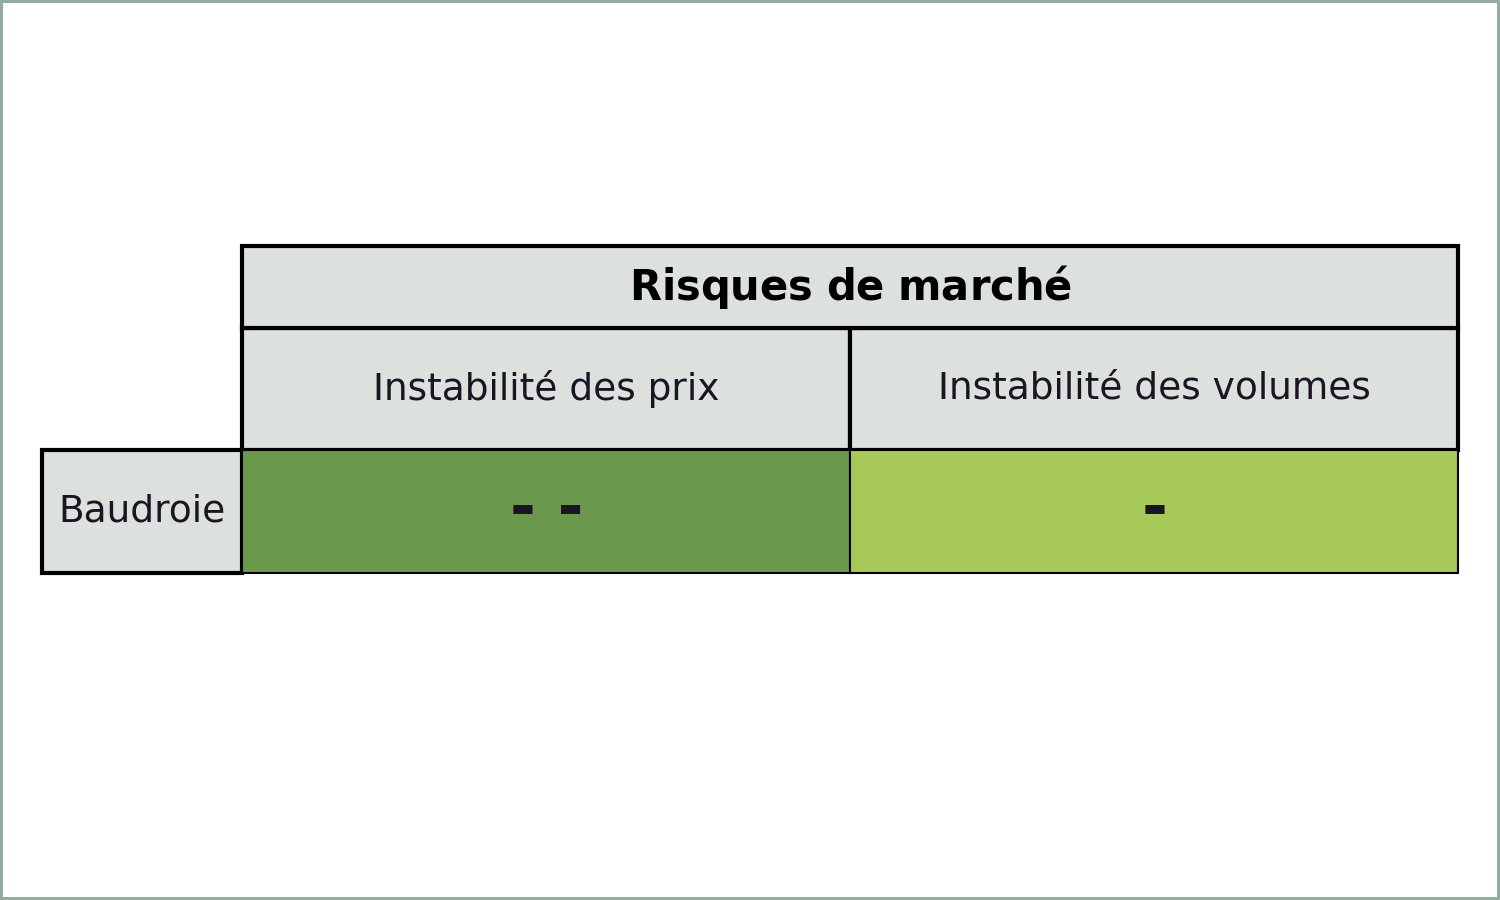 Risques de marché
Instabilité des prix
Instabilité des volumes
Baudroie
- -
-